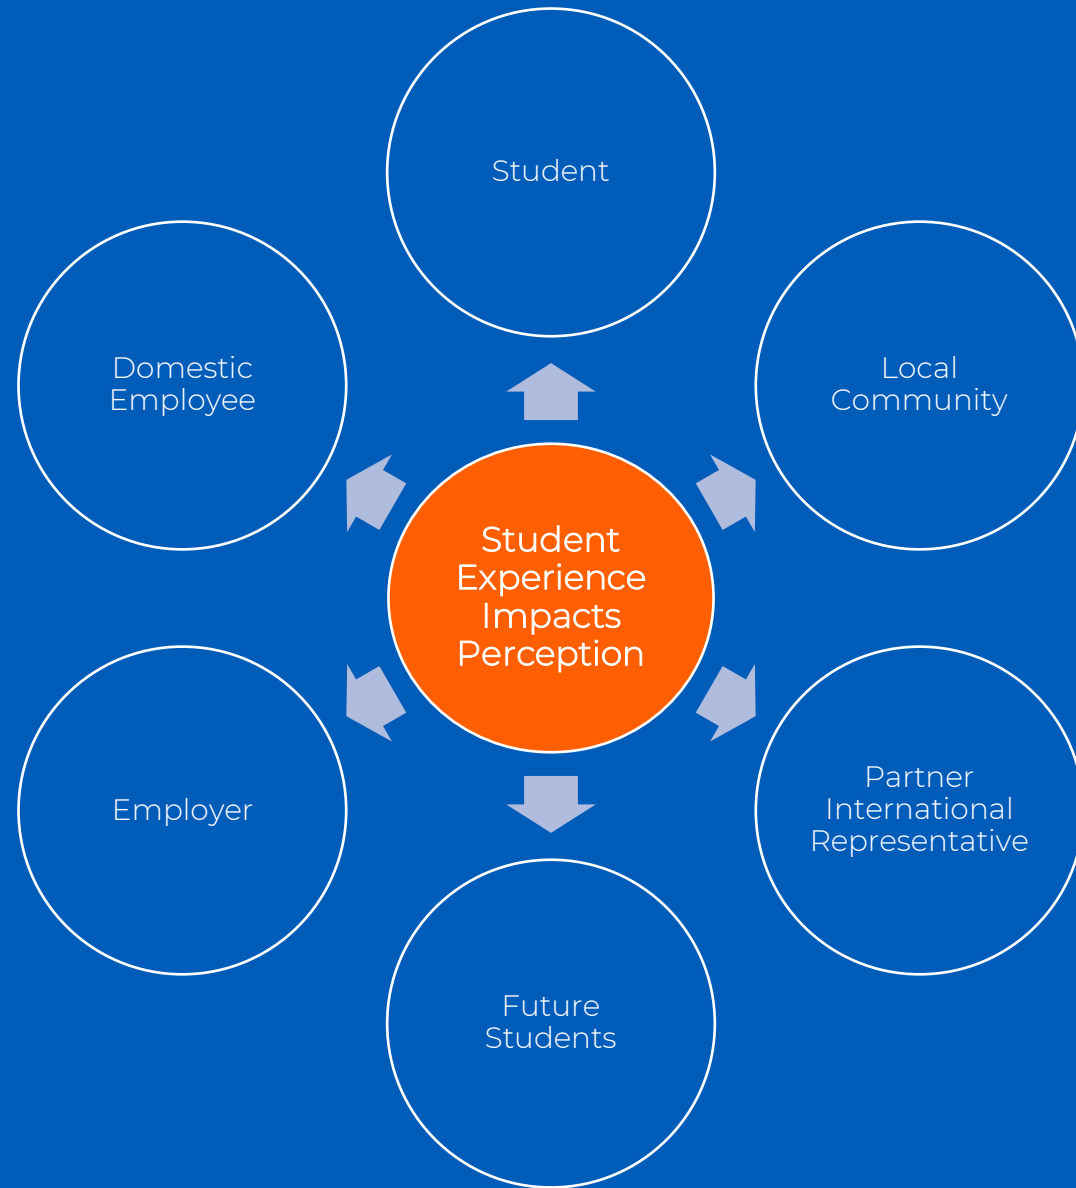 Student
Domestic
Employee
Local
Community
Student
Experience
Impacts
Perception
Employer
Partner
International
Representative
Future
Students